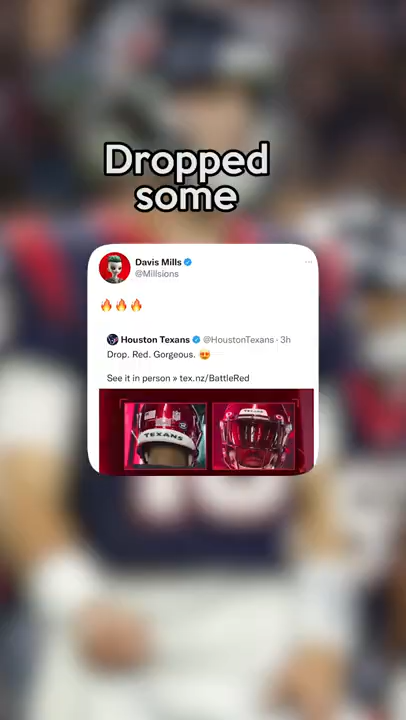 Dropped
some
Davis Mills
@Millsions
🔥🔥🔥
Houston Texans @HoustonTexans · 3h
Drop. Red. Gorgeous. 😍
See it in person » tex.nz/BattleRed
TEXANS
TEXANS